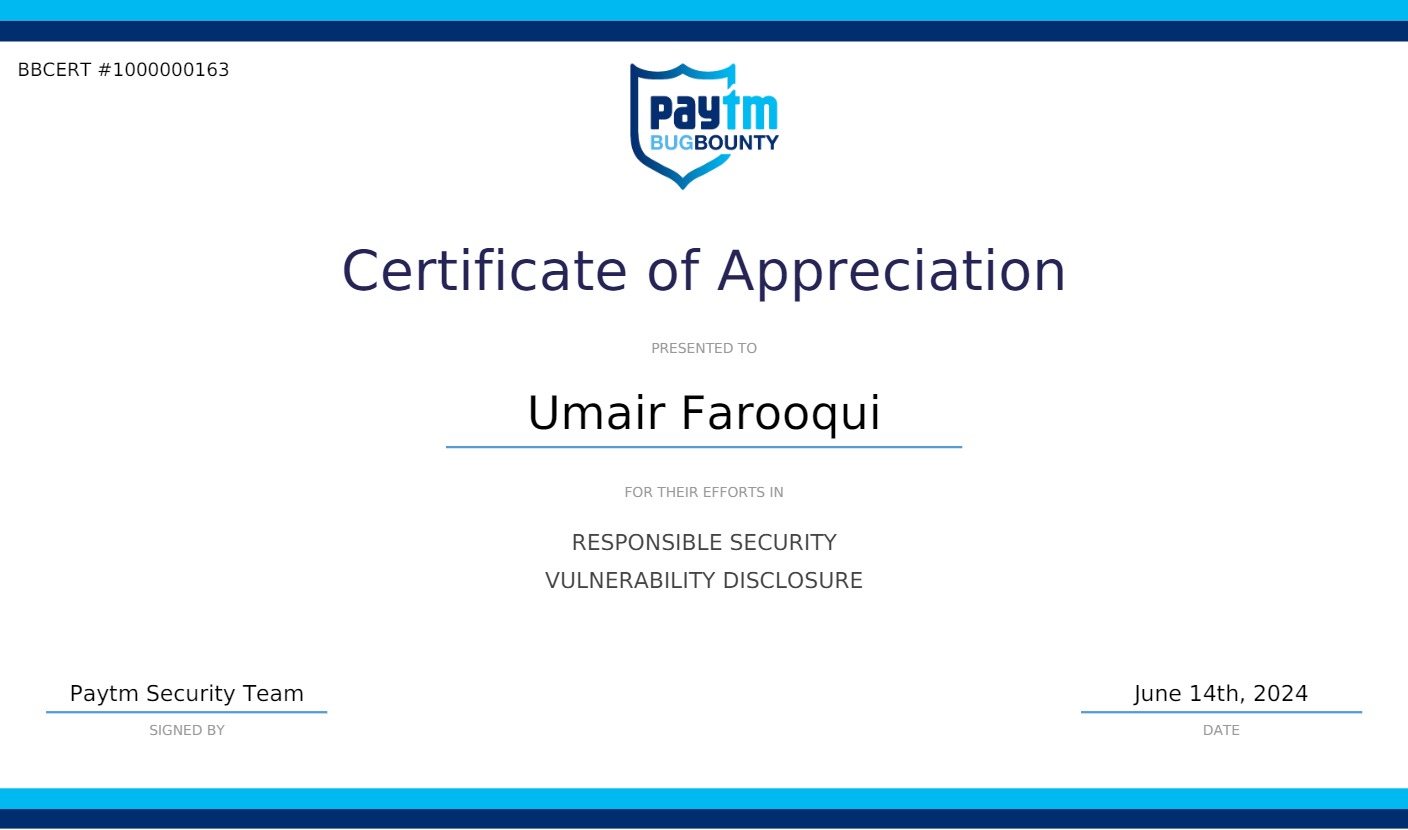 BBCERT #1000000163
paytm
BUGBOUNTY
Certificate of Appreciation
PRESENTED TO
Umair Farooqui
FOR THEIR EFFORTS IN
RESPONSIBLE SECURITY
VULNERABILITY DISCLOSURE
Paytm Security Team
SIGNED BY
June 14th, 2024
DATE